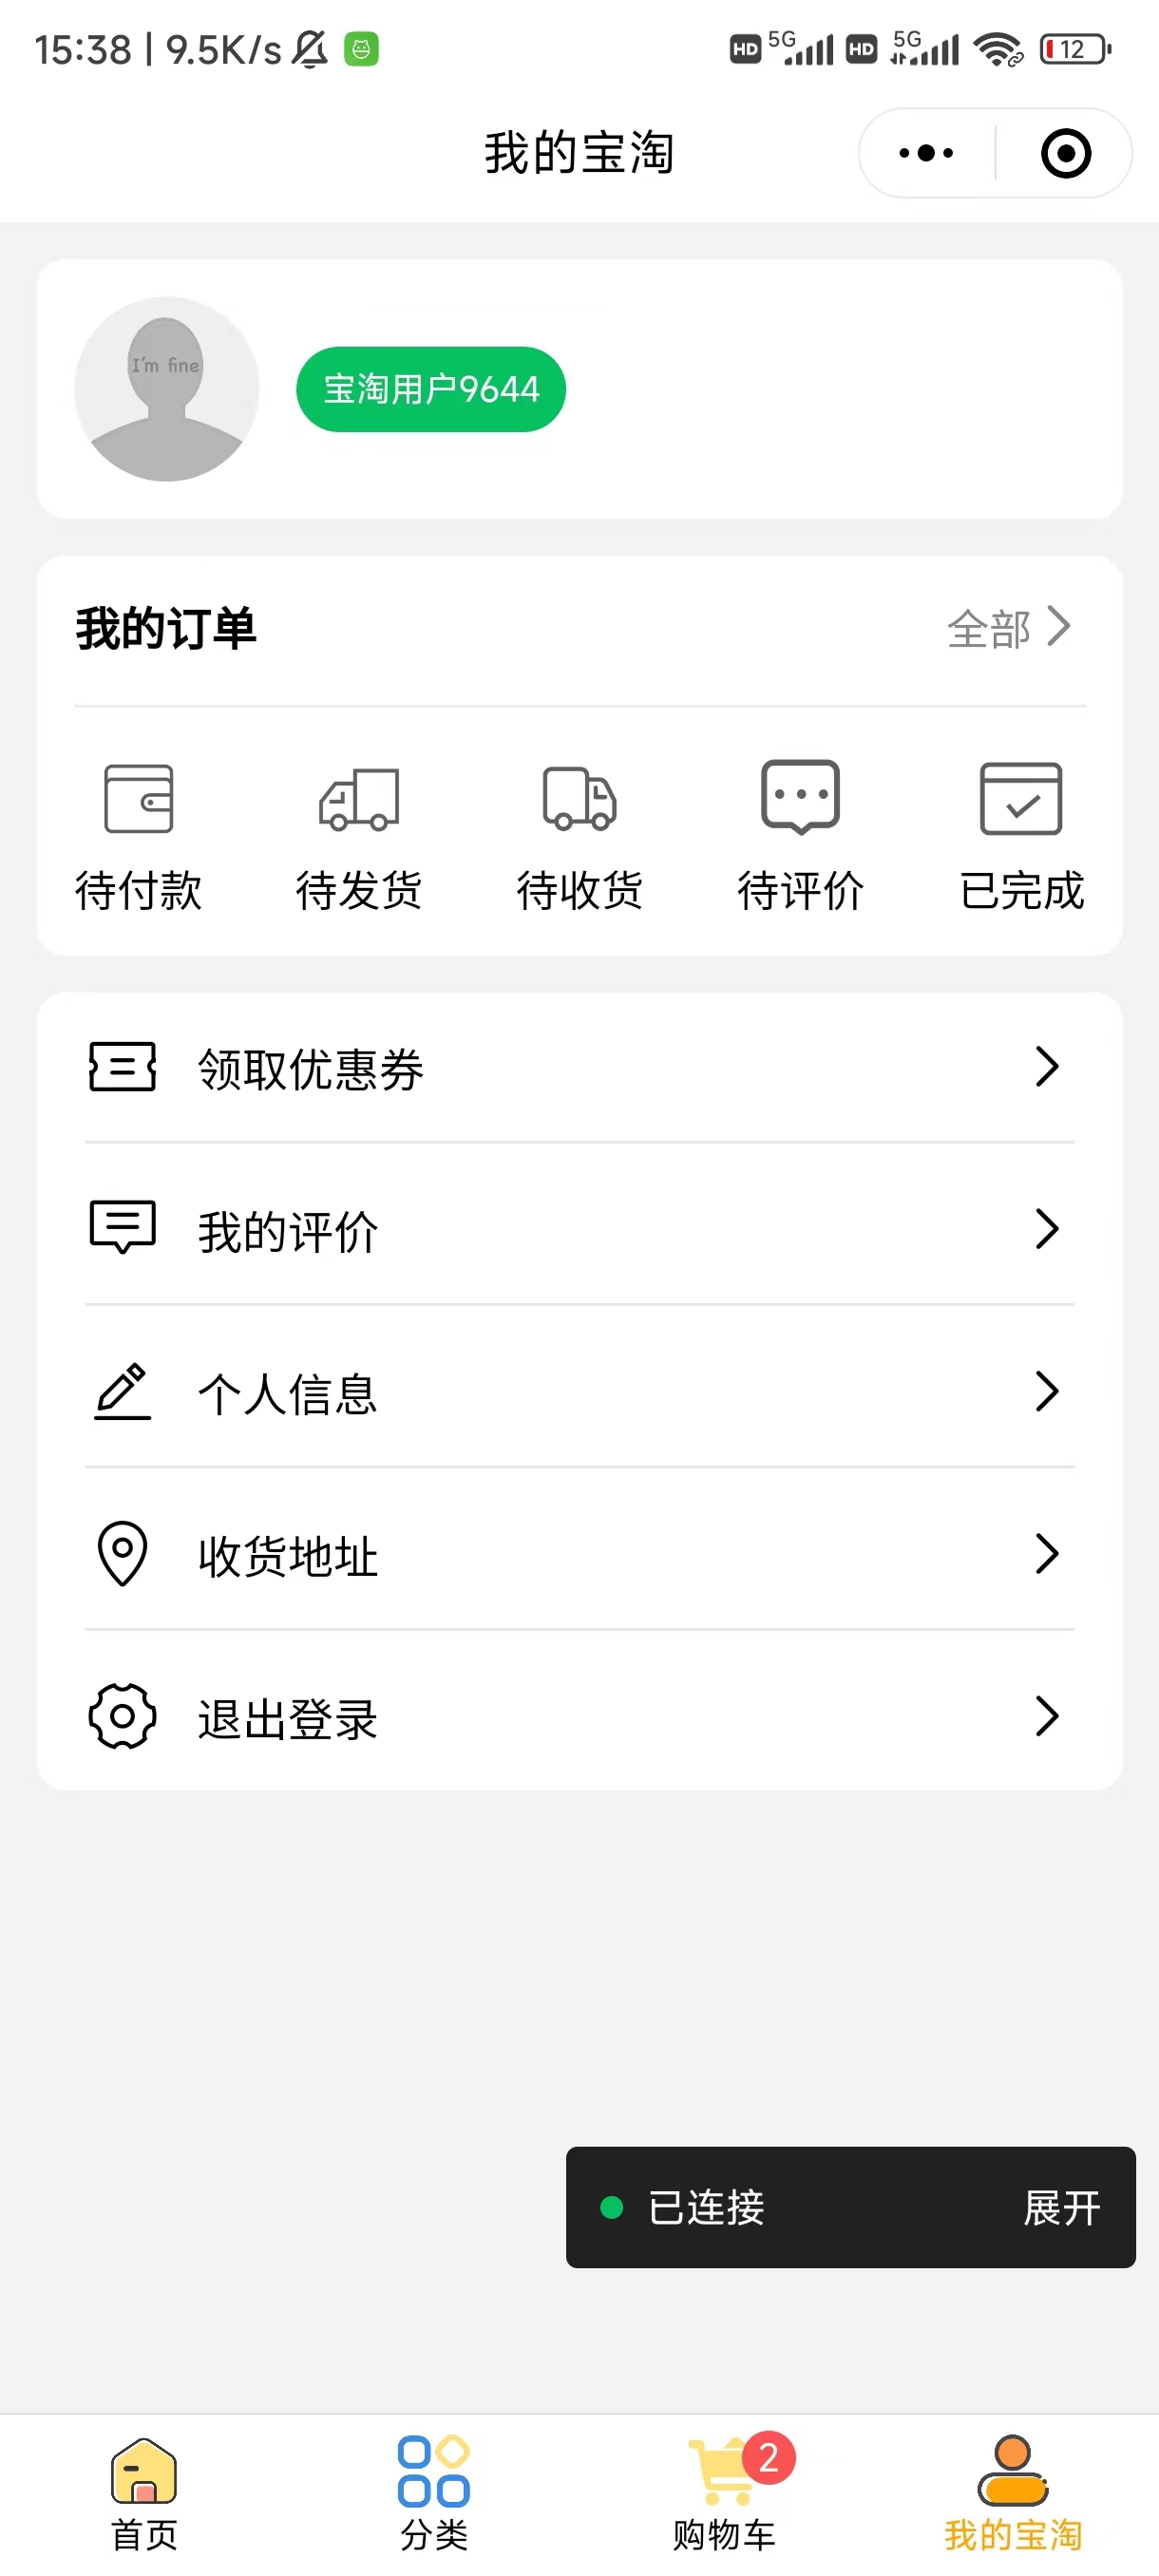 15:38 | 9.5K/s HD 5G HD 5G 12
我的宝淘
I'm fine
宝淘用户9644
我的订单 全部
待付款 待发货 待收货 待评价 已完成
领取优惠券
我的评价
个人信息
收货地址
退出登录
已连接 展开
2
首页 分类 购物车 我的宝淘